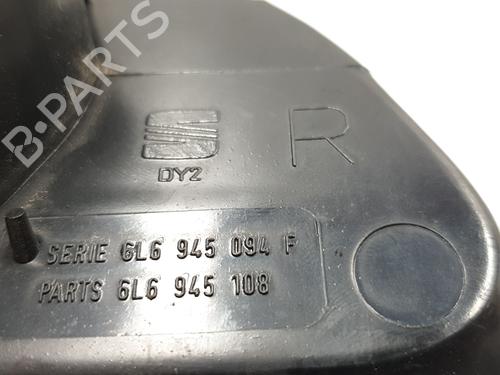 B-PARTS
R
DY2
SERIE 6L6 945 094 F
PARTS 6L6 945 108